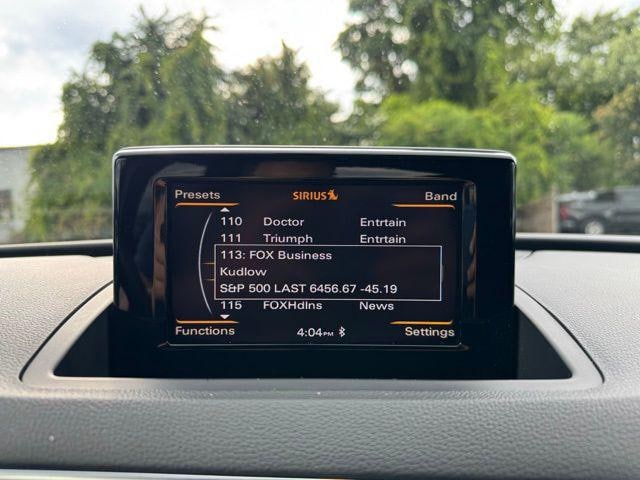 Presets SIRIUS Band
110 Doctor Entrtain
111 Triumph Entrtain
113: FOX Business
Kudlow
S&P 500 LAST 6456.67 -45.19
115 FOXHdlns News
Functions 4:04PM Settings